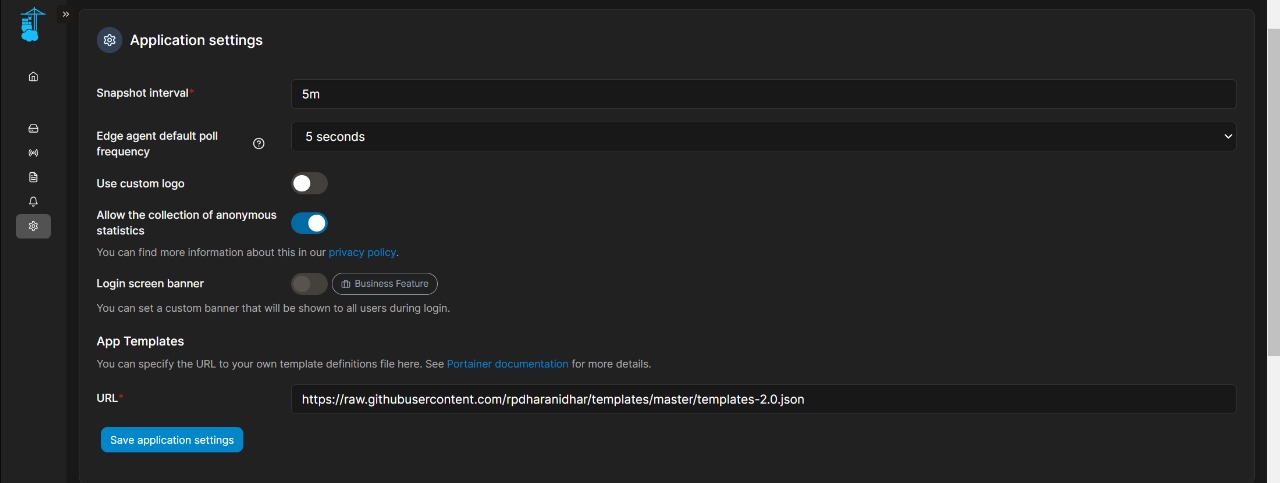 »
Application settings
Snapshot interval*
5m
Edge agent default poll
frequency
5 seconds
Use custom logo
Allow the collection of anonymous
statistics
You can find more information about this in our privacy policy.
Login screen banner
Business Feature
You can set a custom banner that will be shown to all users during login.
App Templates
You can specify the URL to your own template definitions file here. See Portainer documentation for more details.
URL*
https://raw.githubusercontent.com/rpdharanidhar/templates/master/templates-2.0.json
Save application settings